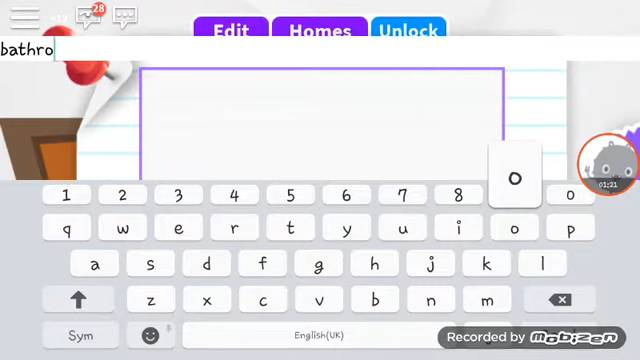 28
Edit Homes Unlock
bathro
o
01:21
1 2 3 4 5 6 7 8 0
q w e r t y u i o p
a s d f g h j k l
z x c v b n m
Sym English(UK)
Recorded by
mobizen